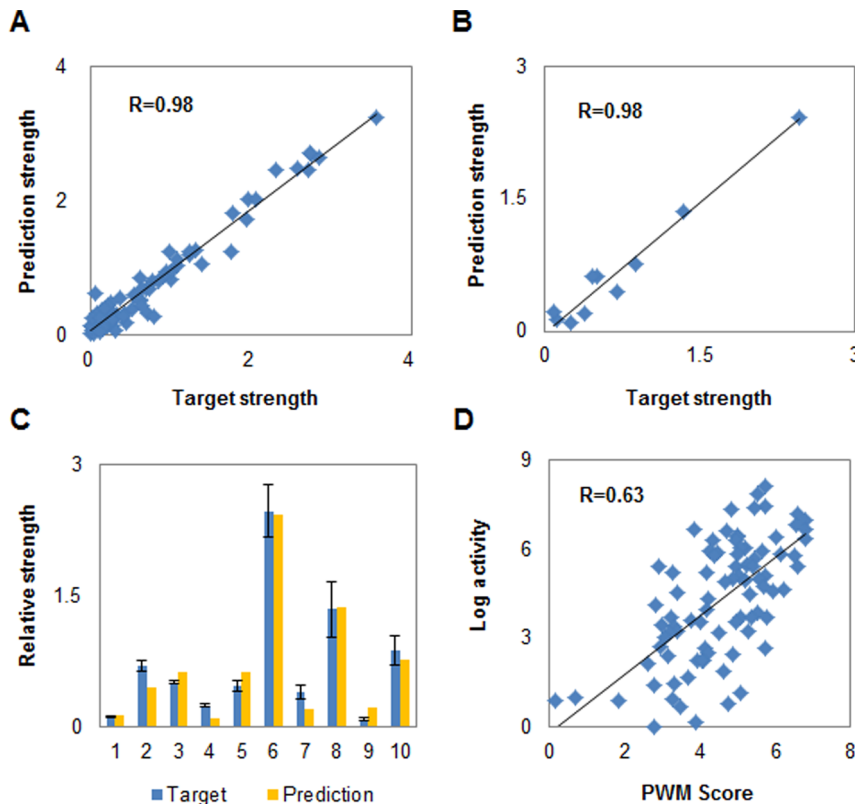 A
4
R=0.98
Prediction strength
2
0
0
2
4
Target strength
B
3
R=0.98
Prediction strength
1.5
0
0
1.5
3
Target strength
C
3
Relative strength
1.5
0
1 2 3 4 5 6 7 8 9 10
Target Prediction
D
9
R=0.63
Log activity
6
3
0
0 2 4 6 8
PWM Score